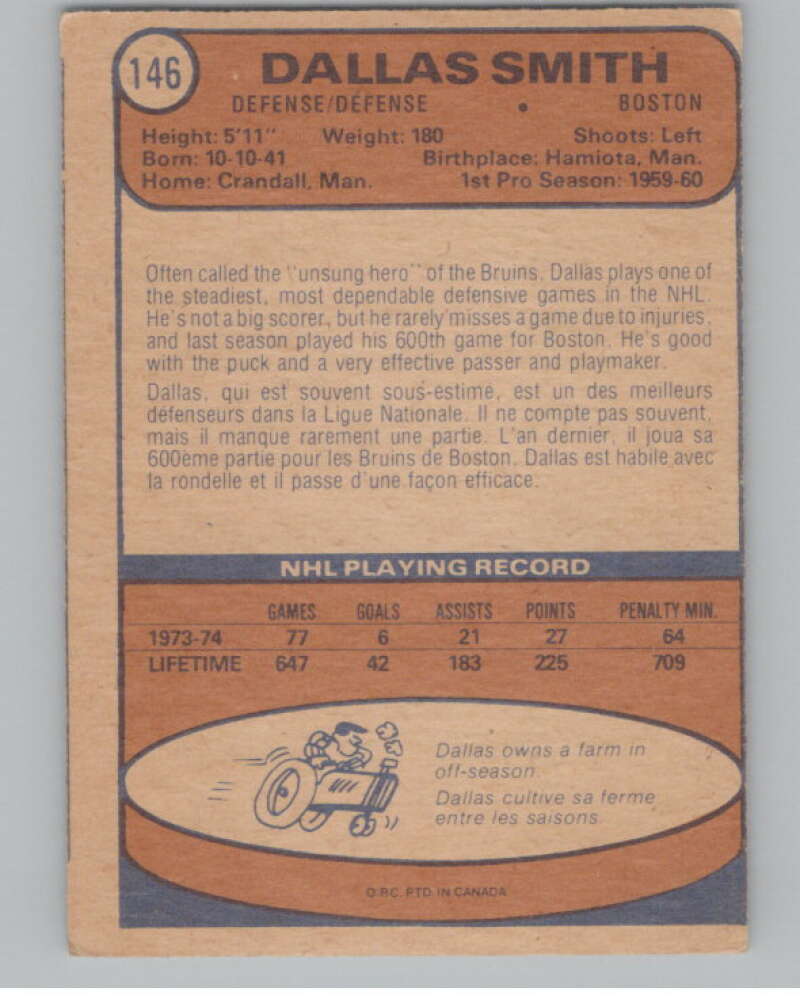 146
DALLAS SMITH
DEFENSE/DÉFENSE • BOSTON
Height: 5'11" Weight: 180 Shoots: Left
Born: 10-10-41 Birthplace: Hamiota, Man.
Home: Crandall, Man. 1st Pro Season: 1959-60
Often called the "unsung hero" of the Bruins. Dallas plays one of
the steadiest, most dependable defensive games in the NHL.
He's not a big scorer, but he rarely misses a game due to injuries,
and last season played his 600th game for Boston. He's good
with the puck and a very effective passer and playmaker.
Dallas, qui est souvent sous-estimé, est un des meilleurs
défenseurs dans la Ligue Nationale. Il ne compte pas souvent,
mais il manque rarement une partie. L'an dernier, il joua sa
600ème partie pour les Bruins de Boston. Dallas est habile avec
la rondelle et il passe d'une façon efficace.
NHL PLAYING RECORD
GAMES GOALS ASSISTS POINTS PENALTY MIN.
1973-74 77 6 21 27 64
LIFETIME 647 42 183 225 709
Dallas owns a farm in
off-season.
Dallas cultive sa ferme
entre les saisons.
O.P.C. PTD. IN CANADA